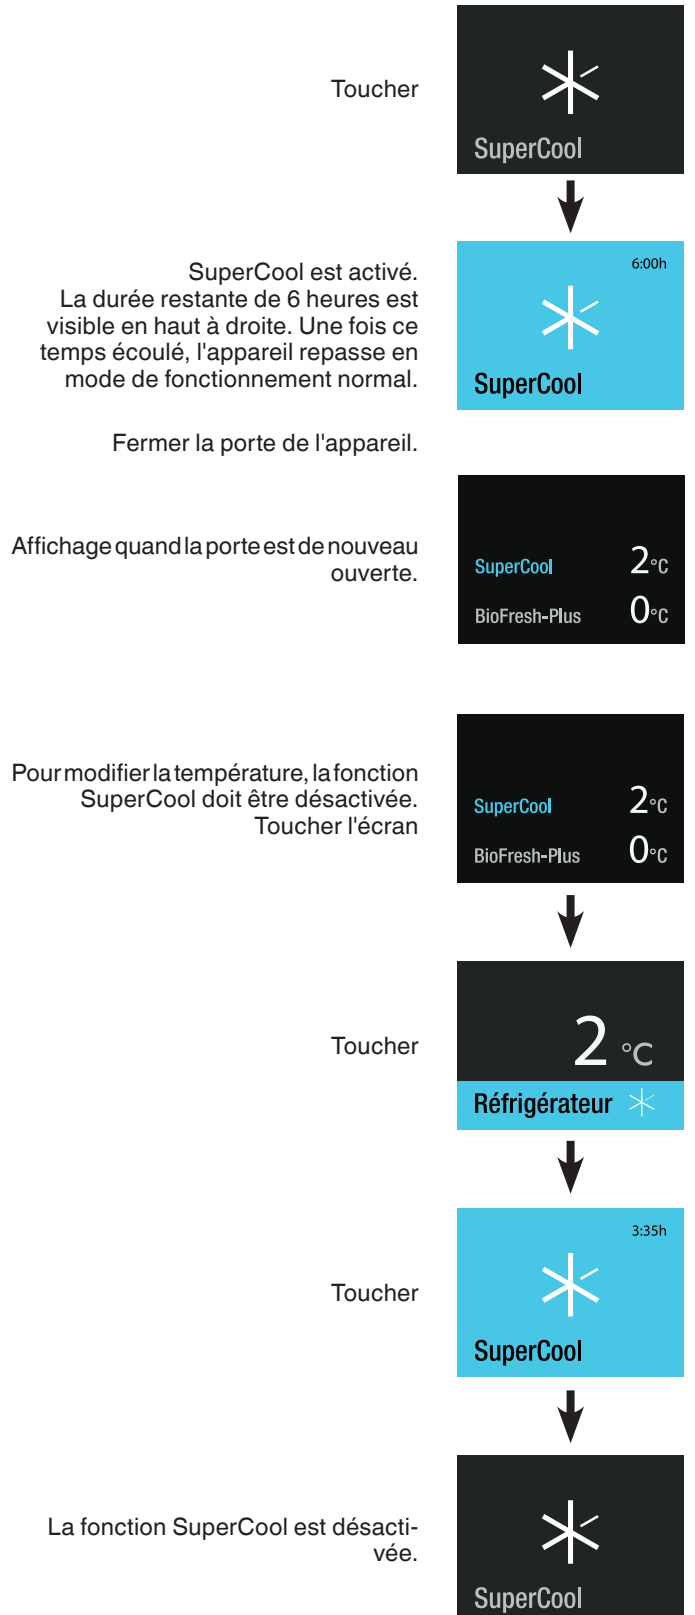 Toucher
SuperCool
SuperCool est activé.
La durée restante de 6 heures est
visible en haut à droite. Une fois ce
temps écoulé, l'appareil repasse en
mode de fonctionnement normal.
6:00h
SuperCool
Fermer la porte de l'appareil.
Affichage quand la porte est de nouveau
ouverte.
SuperCool 2°C
BioFresh-Plus 0°C
Pour modifier la température, la fonction
SuperCool doit être désactivée.
Toucher l'écran
SuperCool 2°C
BioFresh-Plus 0°C
Toucher
2 °C
Réfrigérateur
Toucher
3:35h
SuperCool
La fonction SuperCool est désacti-
vée.
SuperCool